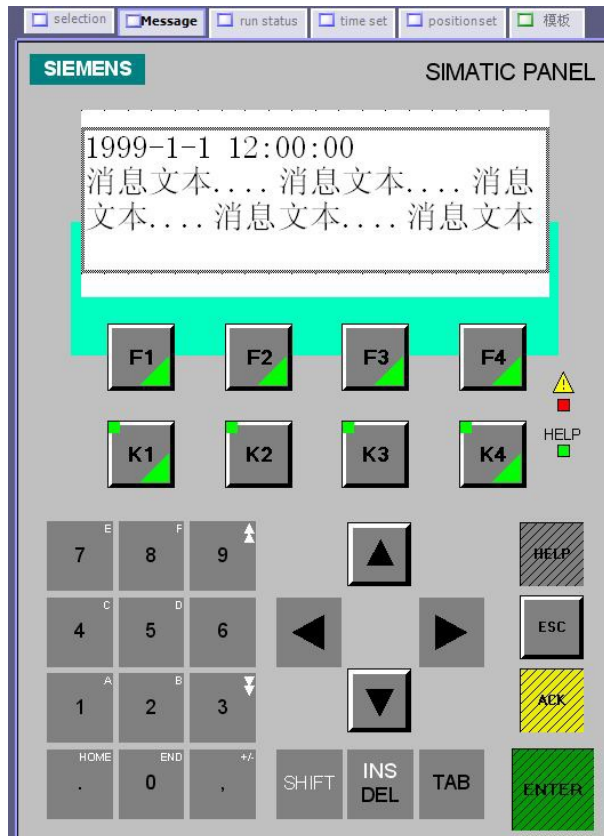 selection Message run status time set positionset 模板
SIEMENS SIMATIC PANEL
1999-1-1 12:00:00
消息文本....消息文本....消息
文本....消息文本....消息文本
F1 F2 F3 F4
K1 K2 K3 K4
HELP
E F
7 8 9 HELP
C D
4 5 6 ESC
A B
1 2 3 ACK
HOME END +/-
. 0 , SHIFT INS DEL TAB ENTER